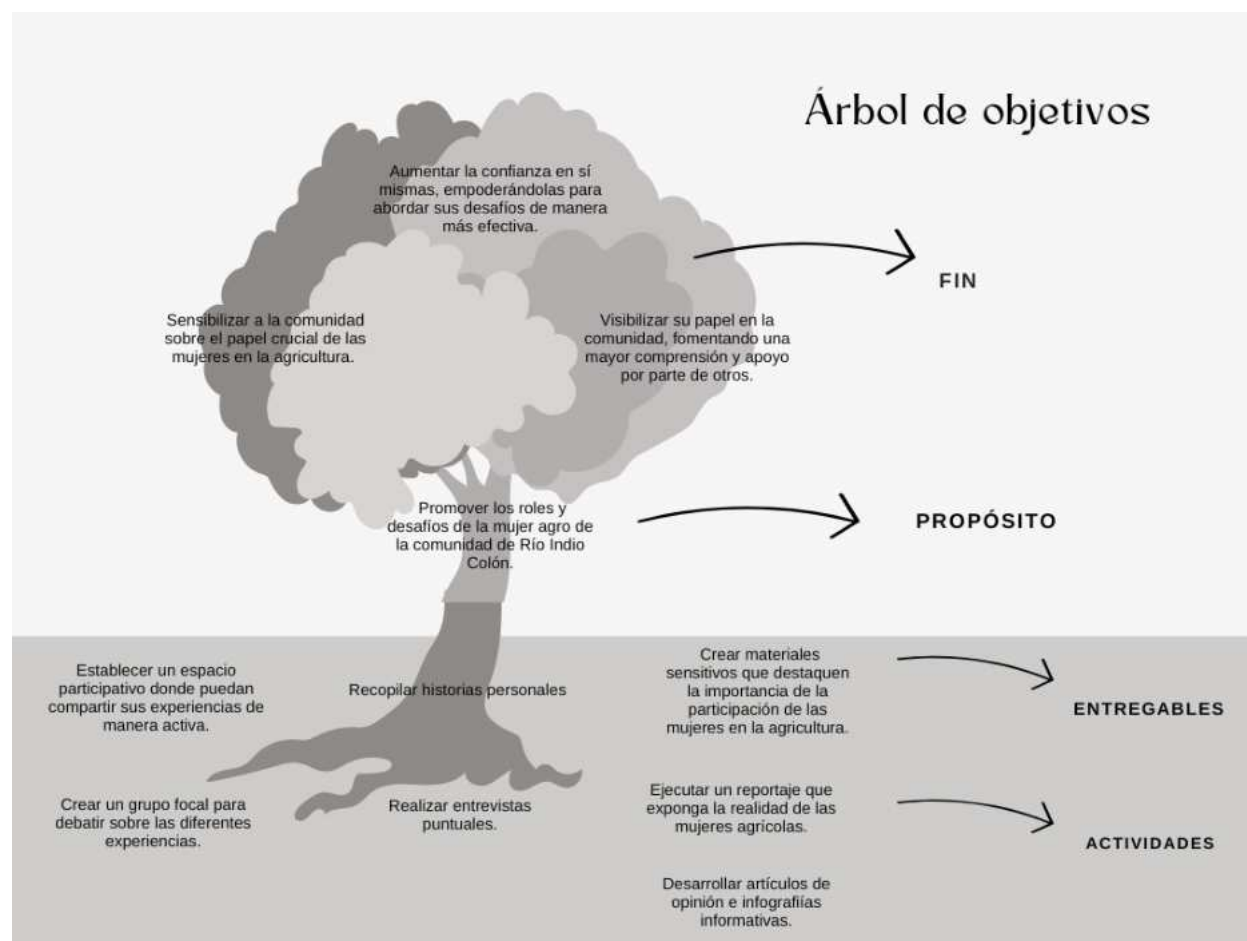 Árbol de objetivos
Aumentar la confianza en sí
mismas, empoderándolas para
abordar sus desafíos de manera
más efectiva.
FIN
Sensibilizar a la comunidad
sobre el papel crucial de las
mujeres en la agricultura.
Visibilizar su papel en la
comunidad, fomentando una
mayor comprensión y apoyo
por parte de otros.
Promover los roles y
desafíos de la mujer agro de
la comunidad de Río Indio
Colón.
PROPÓSITO
Establecer un espacio
participativo donde puedan
compartir sus experiencias de
manera activa.
Recopilar historias personales
Crear materiales
sensitivos que destaquen
la importancia de la
participación de las
mujeres en la agricultura.
ENTREGABLES
Crear un grupo focal para
debatir sobre las diferentes
experiencias.
Realizar entrevistas
puntuales.
Ejecutar un reportaje que
exponga la realidad de las
mujeres agrícolas.
ACTIVIDADES
Desarrollar artículos de
opinión e infografiías
informativas.